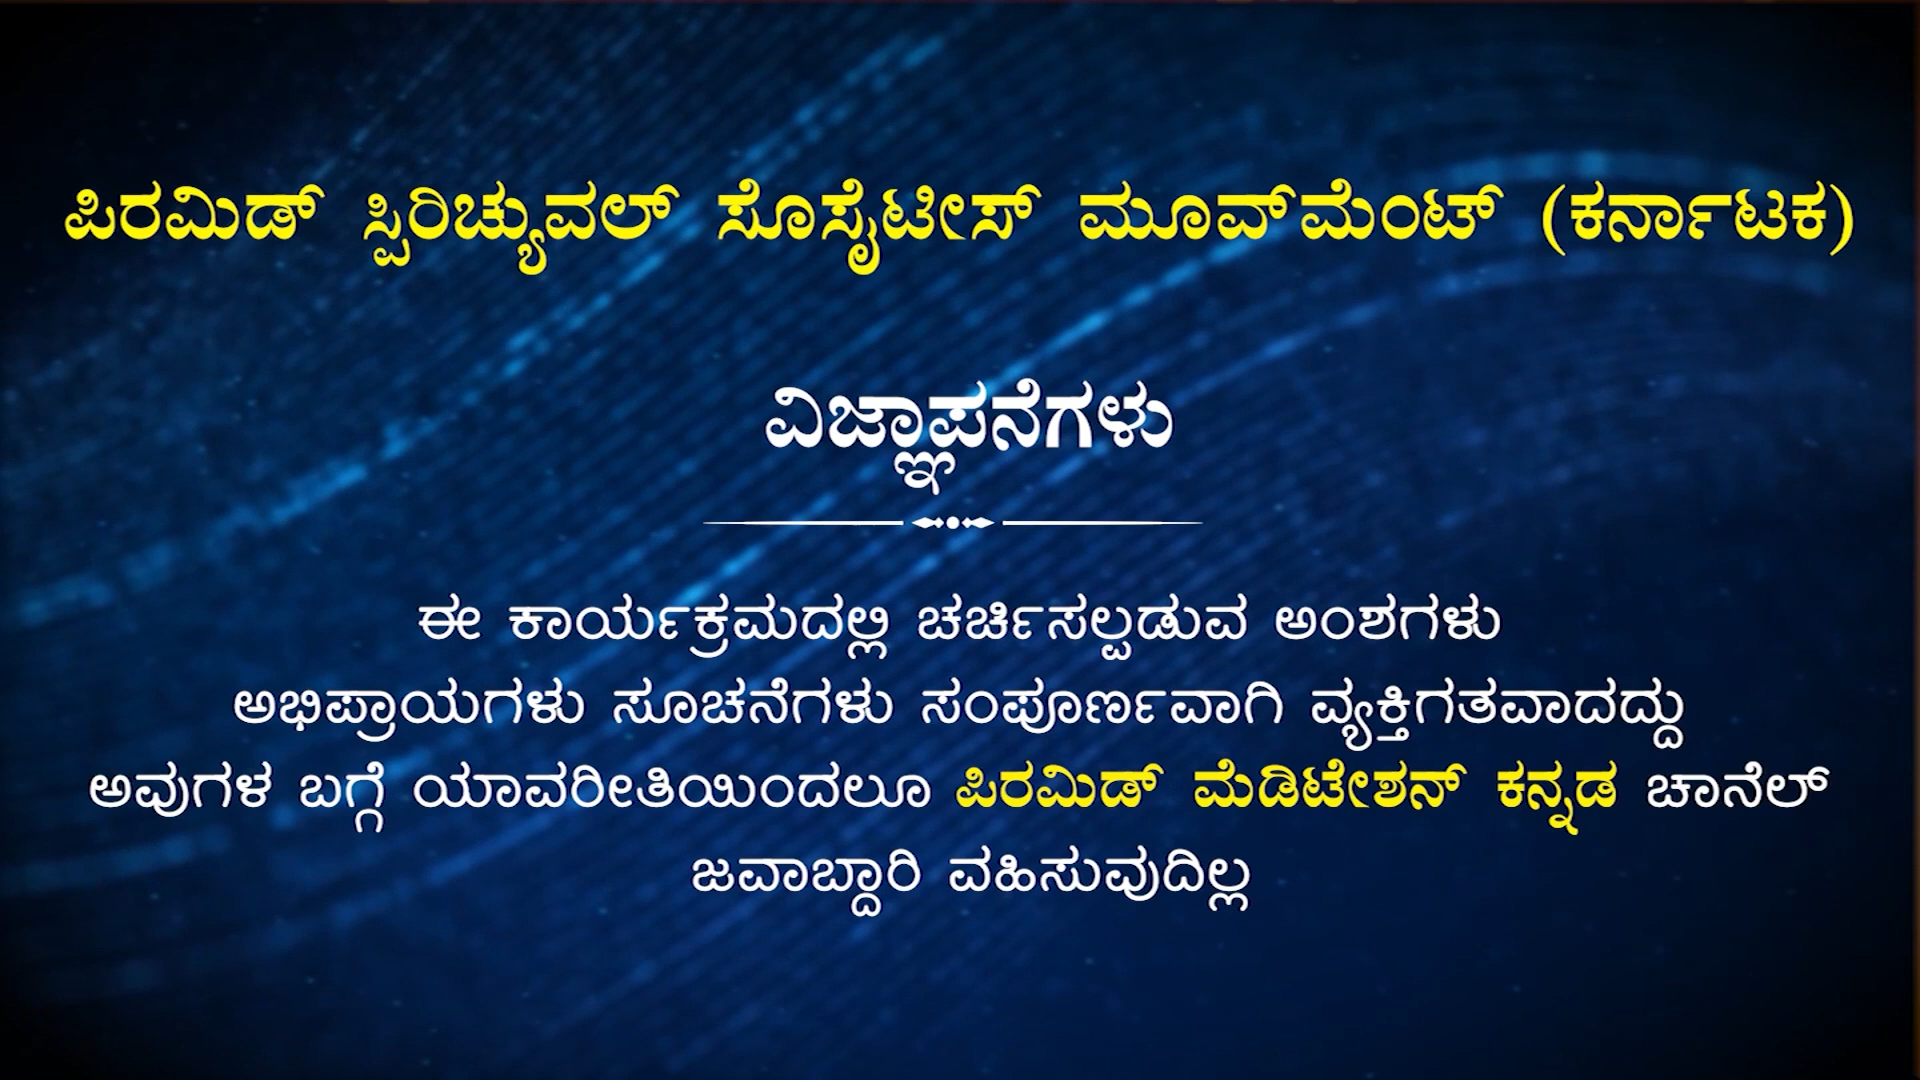 ಪಿರಮಿಡ್ ಸ್ಪಿರಿಚ್ಯುವಲ್ ಸೊಸೈಟೀಸ್ ಮೂವ್‌ಮೆಂಟ್ (ಕರ್ನಾಟಕ)
ವಿಜ್ಞಾಪನೆಗಳು
ಈ ಕಾರ್ಯಕ್ರಮದಲ್ಲಿ ಚರ್ಚಿಸಲ್ಪಡುವ ಅಂಶಗಳು
ಅಭಿಪ್ರಾಯಗಳು ಸೂಚನೆಗಳು ಸಂಪೂರ್ಣವಾಗಿ ವ್ಯಕ್ತಿಗತವಾದದ್ದು
ಅವುಗಳ ಬಗ್ಗೆ ಯಾವರೀತಿಯಿಂದಲೂ ಪಿರಮಿಡ್ ಮೆಡಿಟೇಶನ್ ಕನ್ನಡ ಚಾನೆಲ್
ಜವಾಬ್ದಾರಿ ವಹಿಸುವುದಿಲ್ಲ